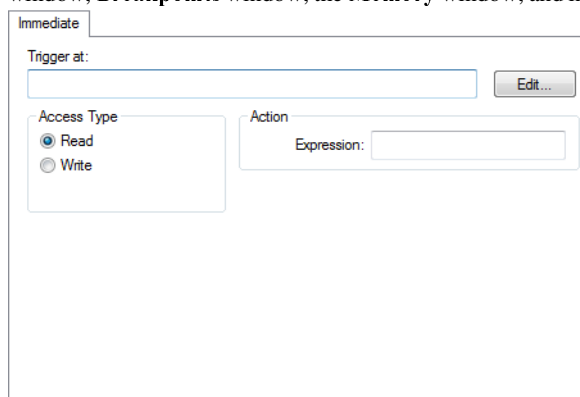 window, Breakpoints window, the Memory window, and
Immediate
Trigger at:
Edit...
Access Type
Action
Read
Expression:
Write